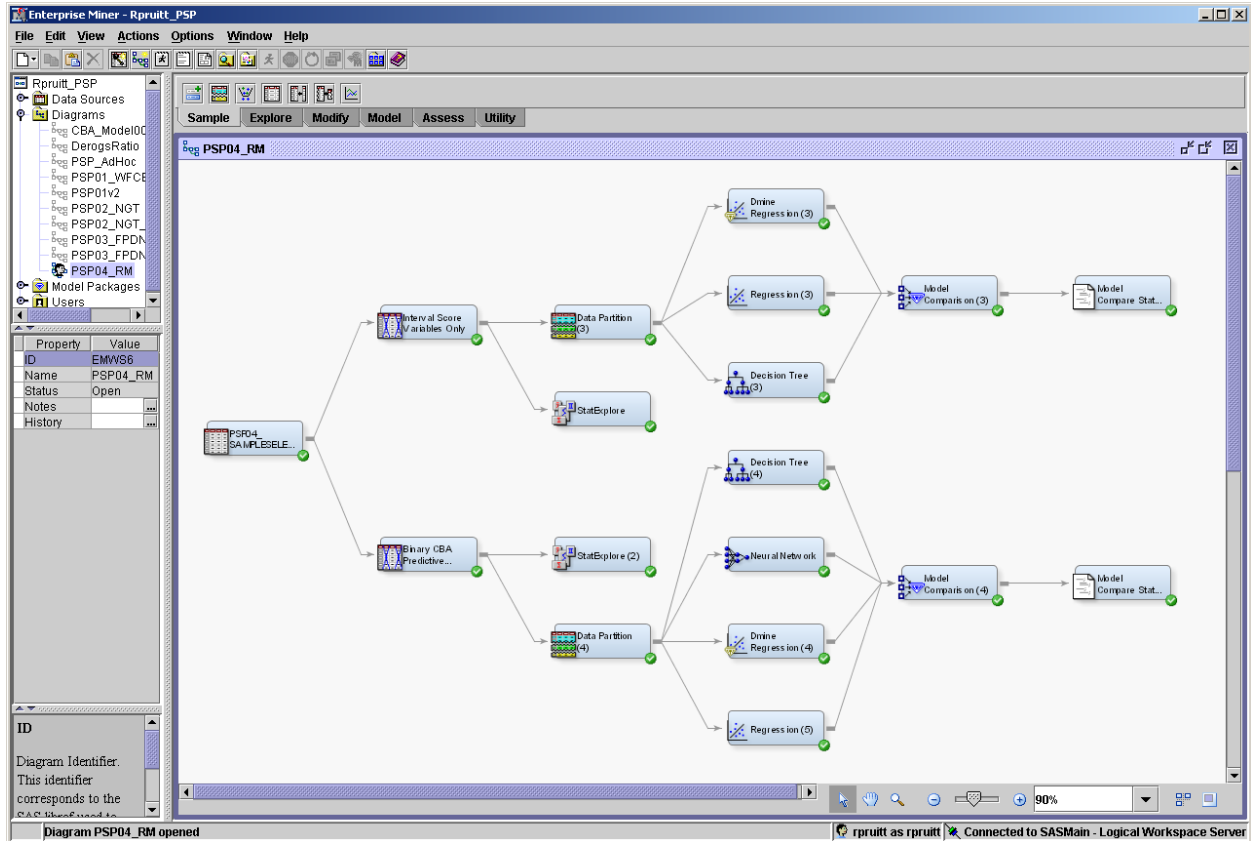 Enterprise Miner - Rpruitt_PSP
File Edit View Actions Options Window Help
Rpruitt_PSP
Data Sources
Diagrams
CBA_Model00
DerogsRatio
PSP_AdHoc
PSP01_WFCB
PSP01v2
PSP02_NGT
PSP02_NGT_
PSP03_FPDN
PSP03_FPDN
PSP04_RM
Model Packages
Users
Property Value
ID EMWS6
Name PSP04_RM
Status Open
Notes ...
History ...
ID
Diagram Identifier.
This identifier
corresponds to the
SAS libref used to
Sample Explore Modify Model Assess Utility
PSP04_RM
Dmine
Regression (3)
Interval Score
Variables Only
Data Partition
(3)
Regression (3)
Model
Comparison (3)
Model
Compare Stat...
Decision Tree
(3)
StatExplore
PSP04_
SAMPLESELE...
Decision Tree
(4)
Binary CBA
Predictive...
StatExplore (2)
Neural Network
Model
Comparison (4)
Model
Compare Stat...
Data Partition
(4)
Dmine
Regression (4)
Regression (5)
90%
Diagram PSP04_RM opened
rpruitt as rpruitt
Connected to SASMain - Logical Workspace Server